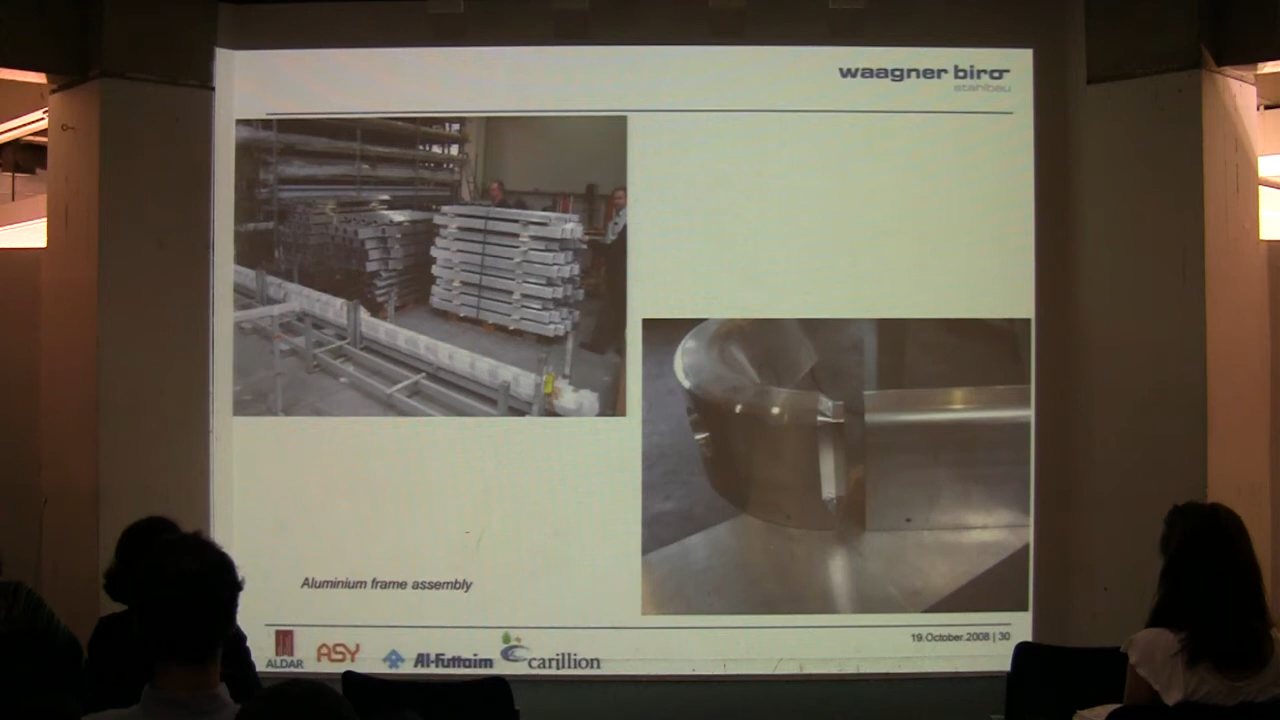 waagner biro
stahlbau
Aluminium frame assembly
19.October.2008 | 30
ALDAR
ASY
Al-Futtaim
carillion